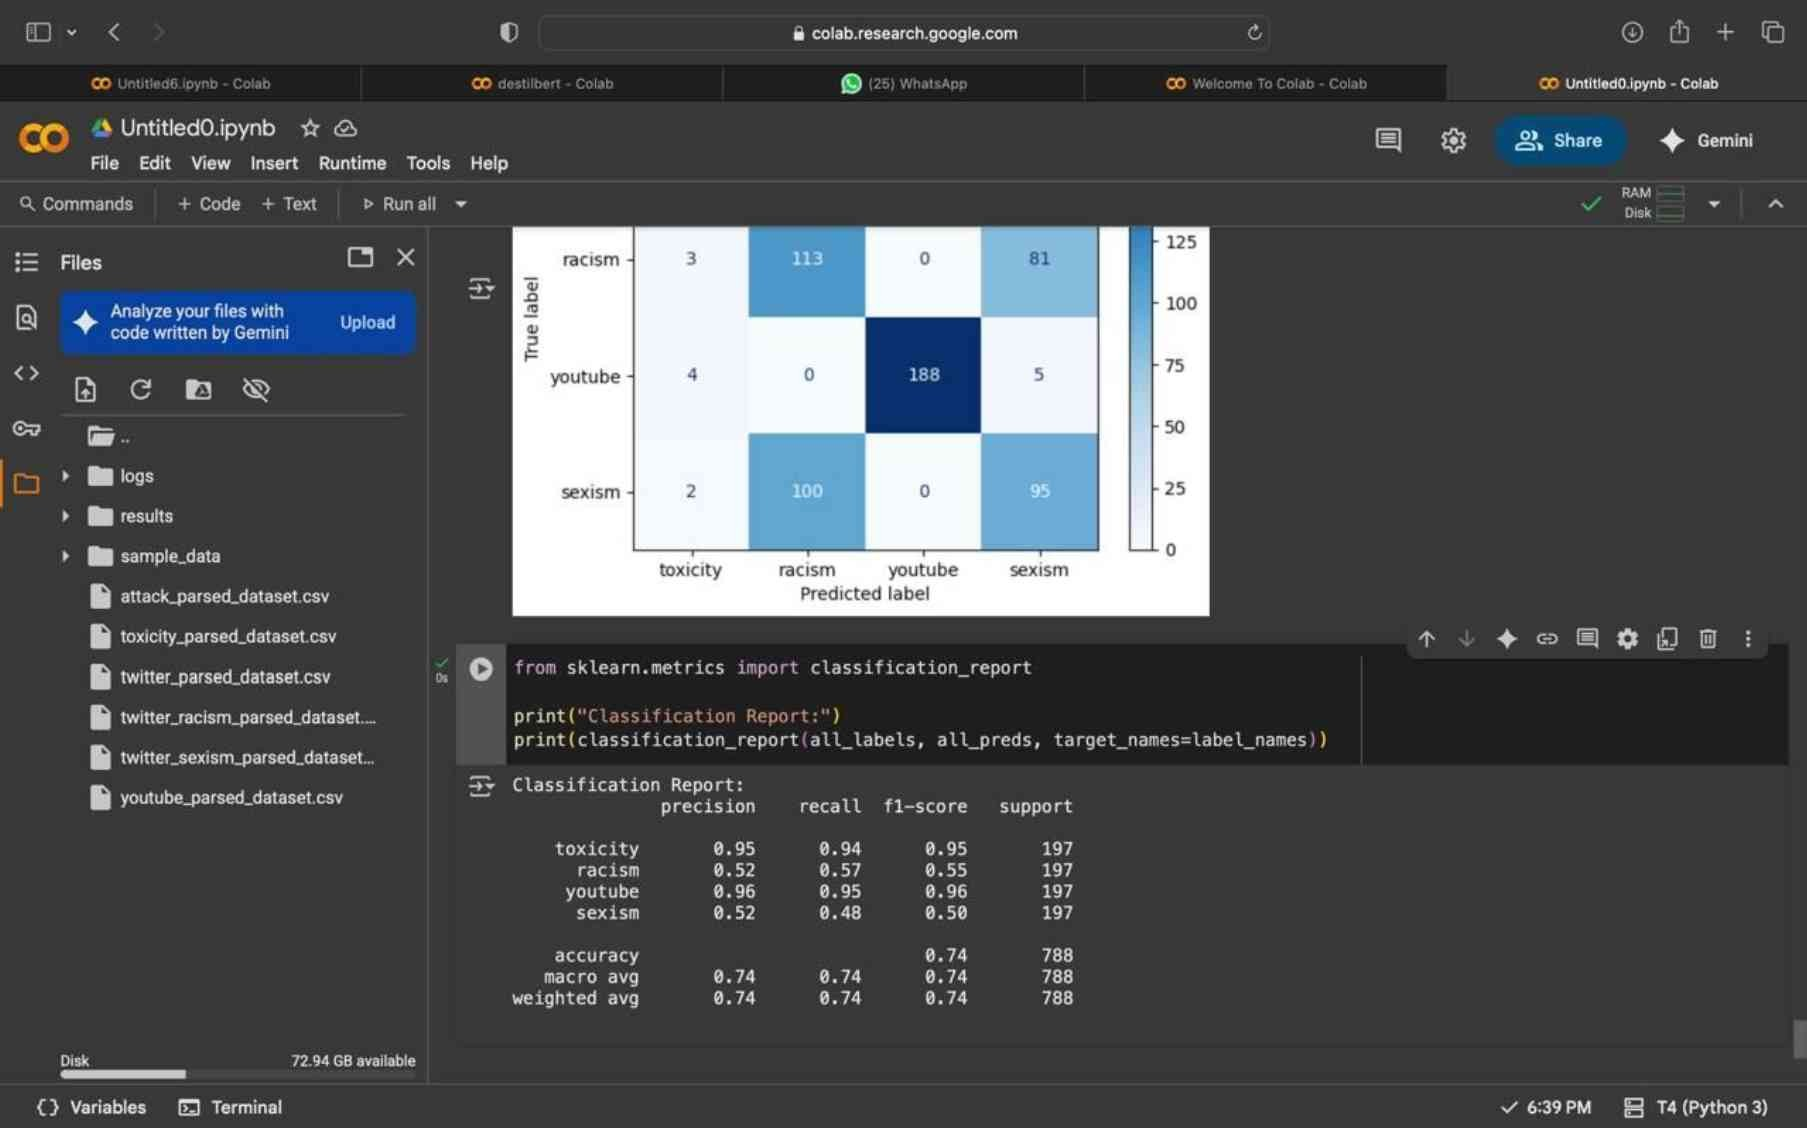 colab.research.google.com
Untitled6.ipynb - Colab
destilbert - Colab
(25) WhatsApp
Welcome To Colab - Colab
Untitled0.ipynb - Colab
Untitled0.ipynb
File Edit View Insert Runtime Tools Help
Share
Gemini
Commands + Code + Text Run all
RAM
Disk
Files
Analyze your files with
code written by Gemini
Upload
..
logs
results
sample_data
attack_parsed_dataset.csv
toxicity_parsed_dataset.csv
twitter_parsed_dataset.csv
twitter_racism_parsed_dataset....
twitter_sexism_parsed_dataset...
youtube_parsed_dataset.csv
Disk 72.94 GB available
True label
racism 3 113 0 81
youtube 4 0 188 5
sexism 2 100 0 95
toxicity racism youtube sexism
Predicted label
125
100
75
50
25
0
0s
from sklearn.metrics import classification_report
print("Classification Report:")
print(classification_report(all_labels, all_preds, target_names=label_names))
Classification Report:
precision recall f1-score support
toxicity 0.95 0.94 0.95 197
racism 0.52 0.57 0.55 197
youtube 0.96 0.95 0.96 197
sexism 0.52 0.48 0.50 197
accuracy 0.74 788
macro avg 0.74 0.74 0.74 788
weighted avg 0.74 0.74 0.74 788
Variables Terminal
6:39 PM T4 (Python 3)